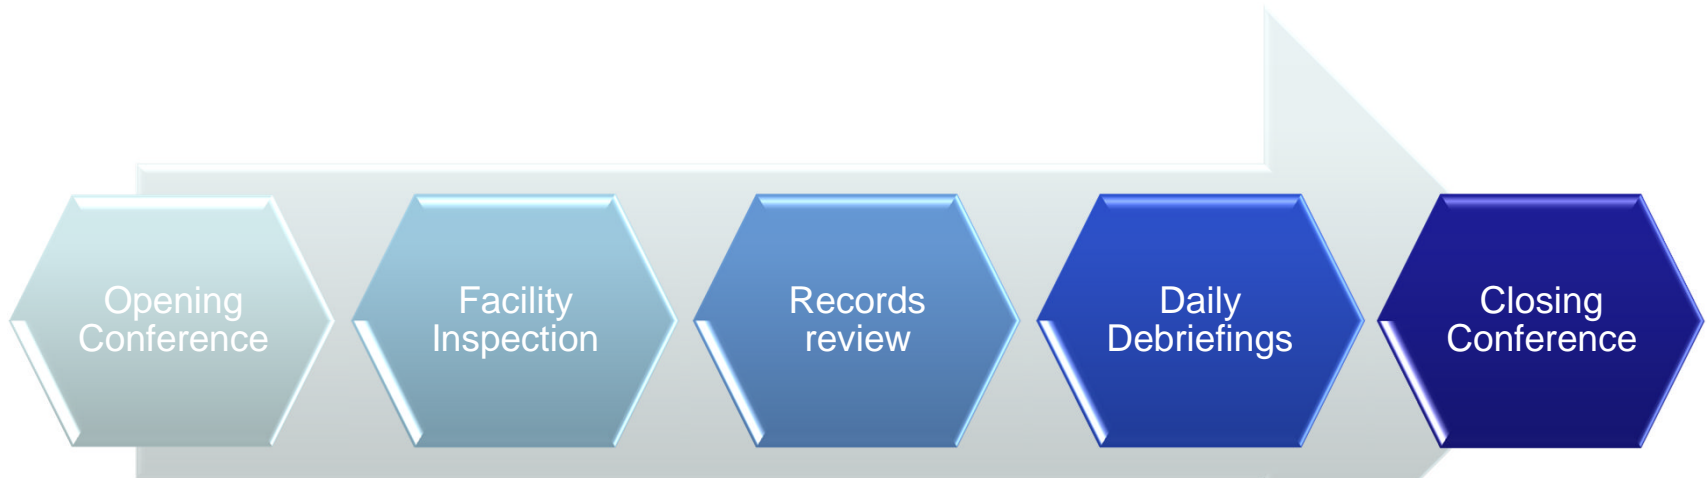 Opening
Conference
Facility
Inspection
Records
review
Daily
Debriefings
Closing
Conference